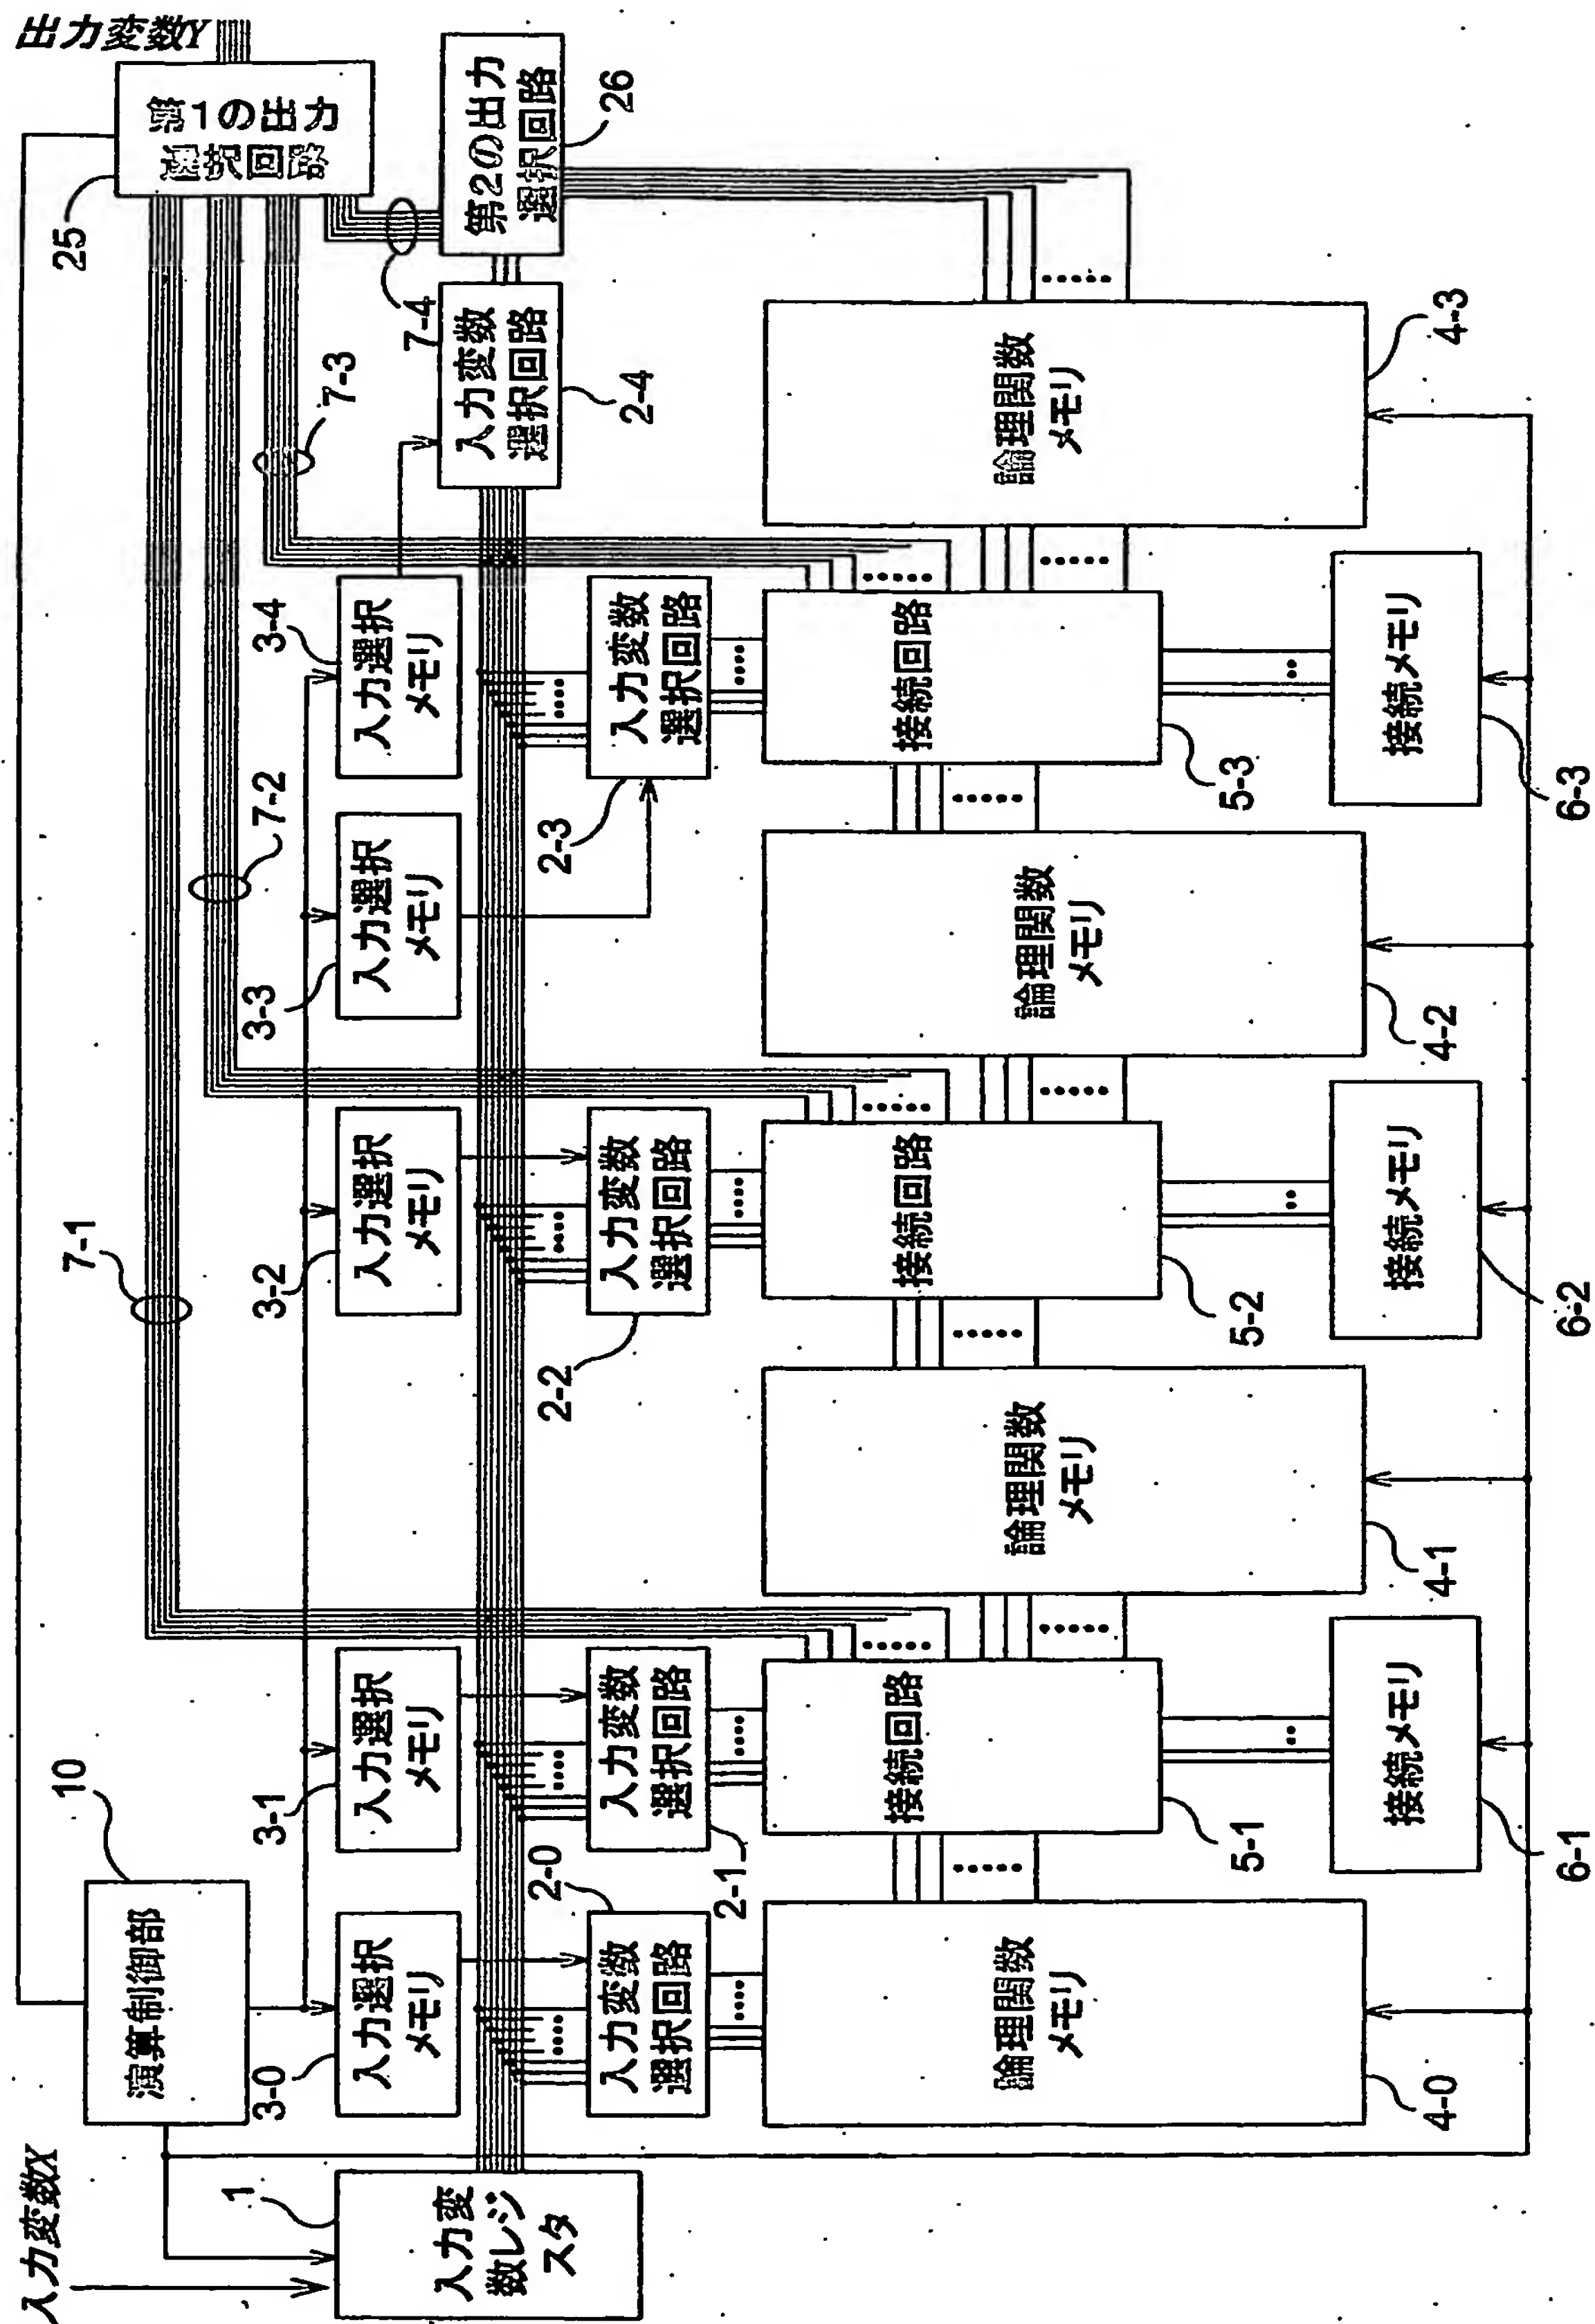 入力変数X
出力変数Y
演算制御部
10
第1の出力
選択回路
25
7-1
7-2
7-3
7-4
第2の出力
選択回路
26
入力変
数レジ
スタ
1
入力選択
メモリ
3-0
入力選択
メモリ
3-1
入力選択
メモリ
3-2
入力選択
メモリ
3-3
入力選択
メモリ
3-4
入力変数
選択回路
2-0
入力変数
選択回路
2-1
入力変数
選択回路
2-2
入力変数
選択回路
2-3
入力変数
選択回路
2-4
論理関数
メモリ
4-0
接続回路
5-1
論理関数
メモリ
4-1
接続回路
5-2
論理関数
メモリ
4-2
接続回路
5-3
論理関数
メモリ
4-3
接続メモリ
6-1
接続メモリ
6-2
接続メモリ
6-3